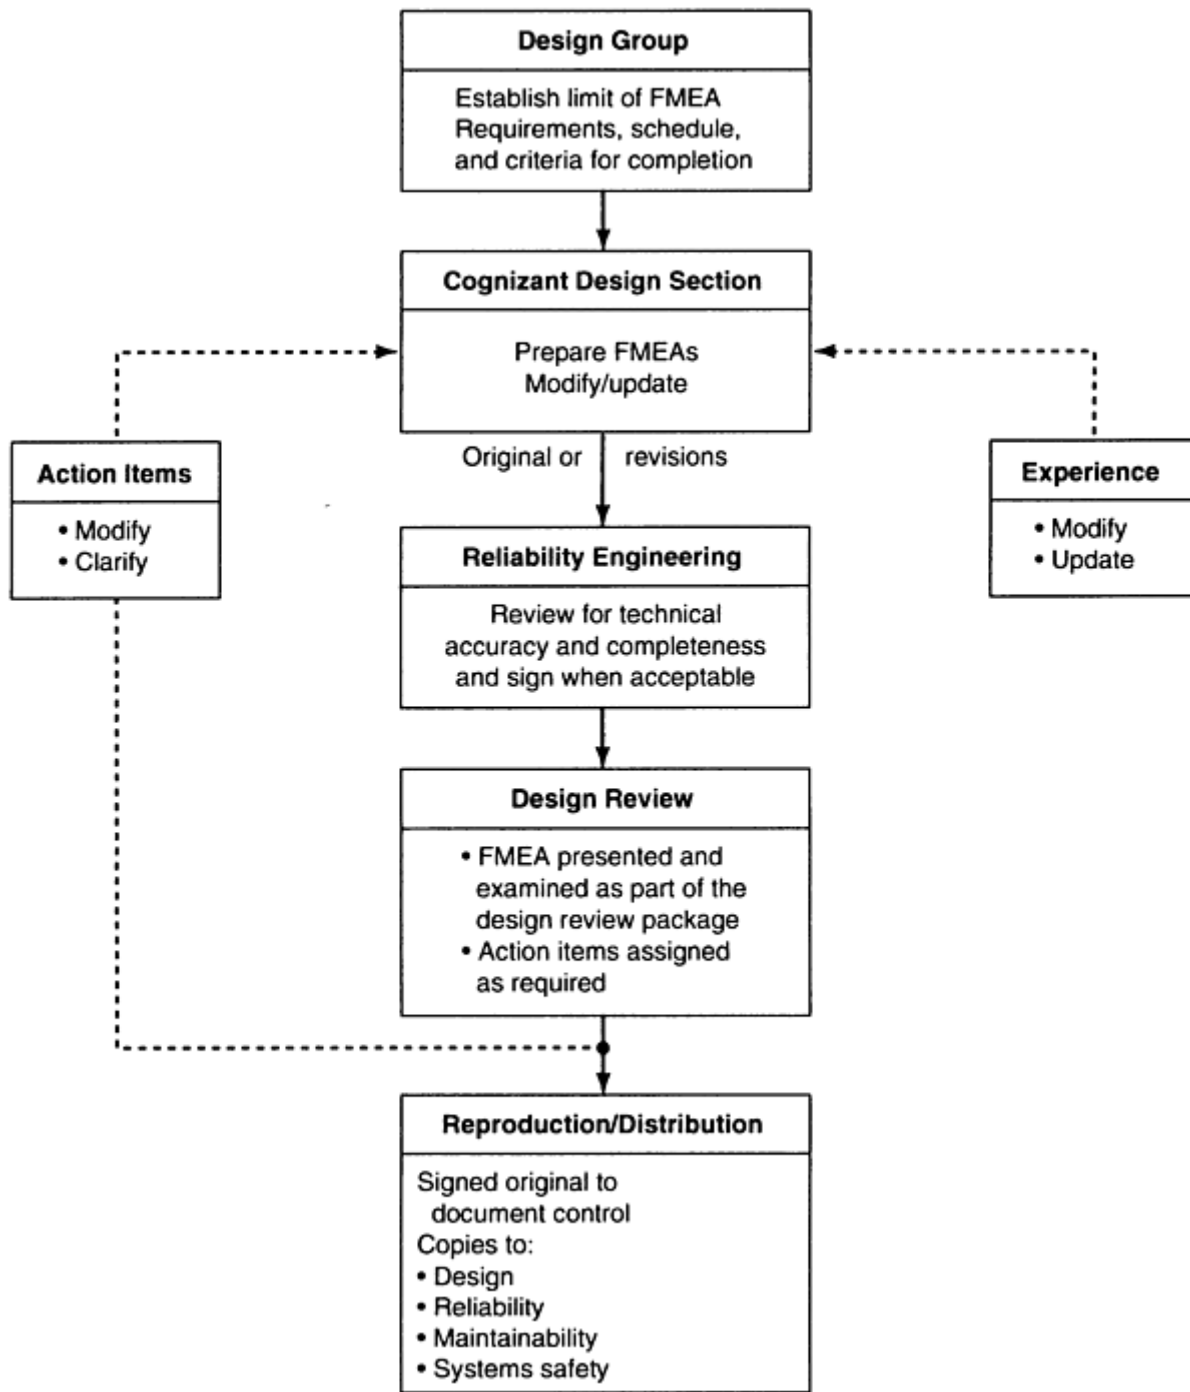 Design Group
Establish limit of FMEA
Requirements, schedule,
and criteria for completion
Cognizant Design Section
Prepare FMEAs
Modify/update
Original or revisions
Action Items
• Modify
• Clarify
Experience
• Modify
• Update
Reliability Engineering
Review for technical
accuracy and completeness
and sign when acceptable
Design Review
• FMEA presented and
examined as part of the
design review package
• Action items assigned
as required
Reproduction/Distribution
Signed original to
document control
Copies to:
• Design
• Reliability
• Maintainability
• Systems safety